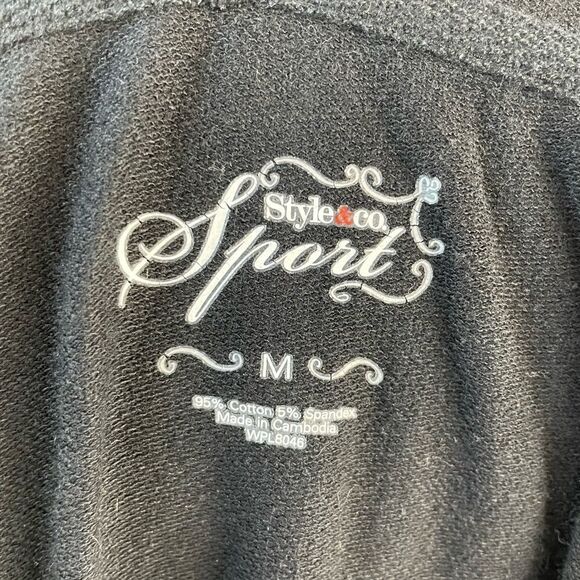 Style&co.
Sport
M
95% Cotton 5% Spandex
Made in Cambodia
WPL8046